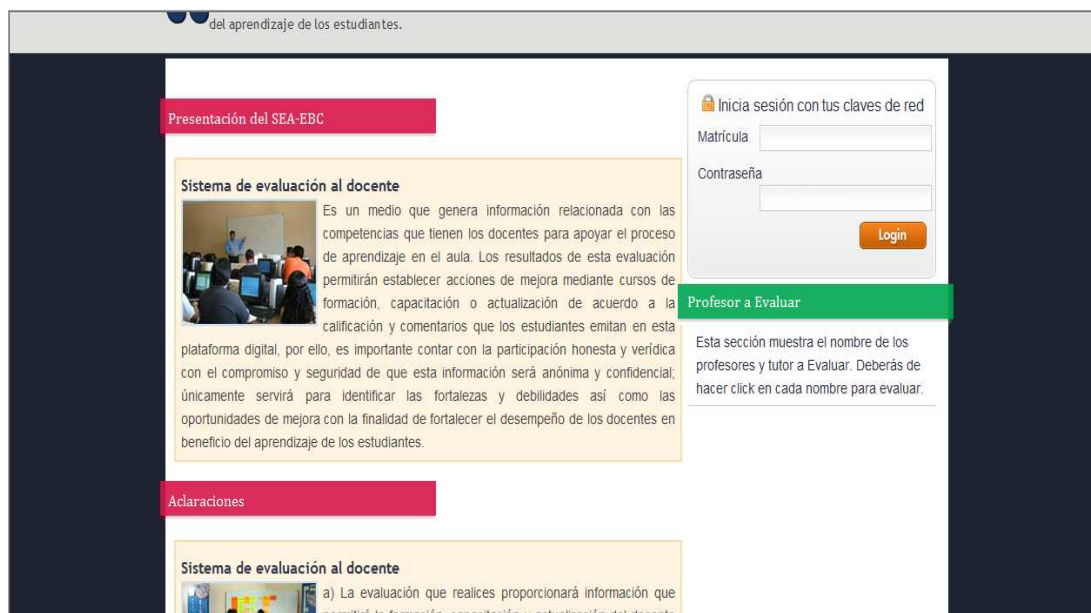 del aprendizaje de los estudiantes.
Presentación del SEA-EBC
Sistema de evaluación al docente
Es un medio que genera información relacionada con las
competencias que tienen los docentes para apoyar el proceso
de aprendizaje en el aula. Los resultados de esta evaluación
permitirán establecer acciones de mejora mediante cursos de
formación, capacitación o actualización de acuerdo a la
calificación y comentarios que los estudiantes emitan en esta
plataforma digital, por ello, es importante contar con la participación honesta y verídica
con el compromiso y seguridad de que esta información será anónima y confidencial;
únicamente servirá para identificar las fortalezas y debilidades así como las
oportunidades de mejora con la finalidad de fortalecer el desempeño de los docentes en
beneficio del aprendizaje de los estudiantes.
Aclaraciones
Sistema de evaluación al docente
a) La evaluación que realices proporcionará información que
permitirá la formación, capacitación y actualización del docente
Inicia sesión con tus claves de red
Matrícula
Contraseña
Login
Profesor a Evaluar
Esta sección muestra el nombre de los
profesores y tutor a Evaluar. Deberás de
hacer click en cada nombre para evaluar.